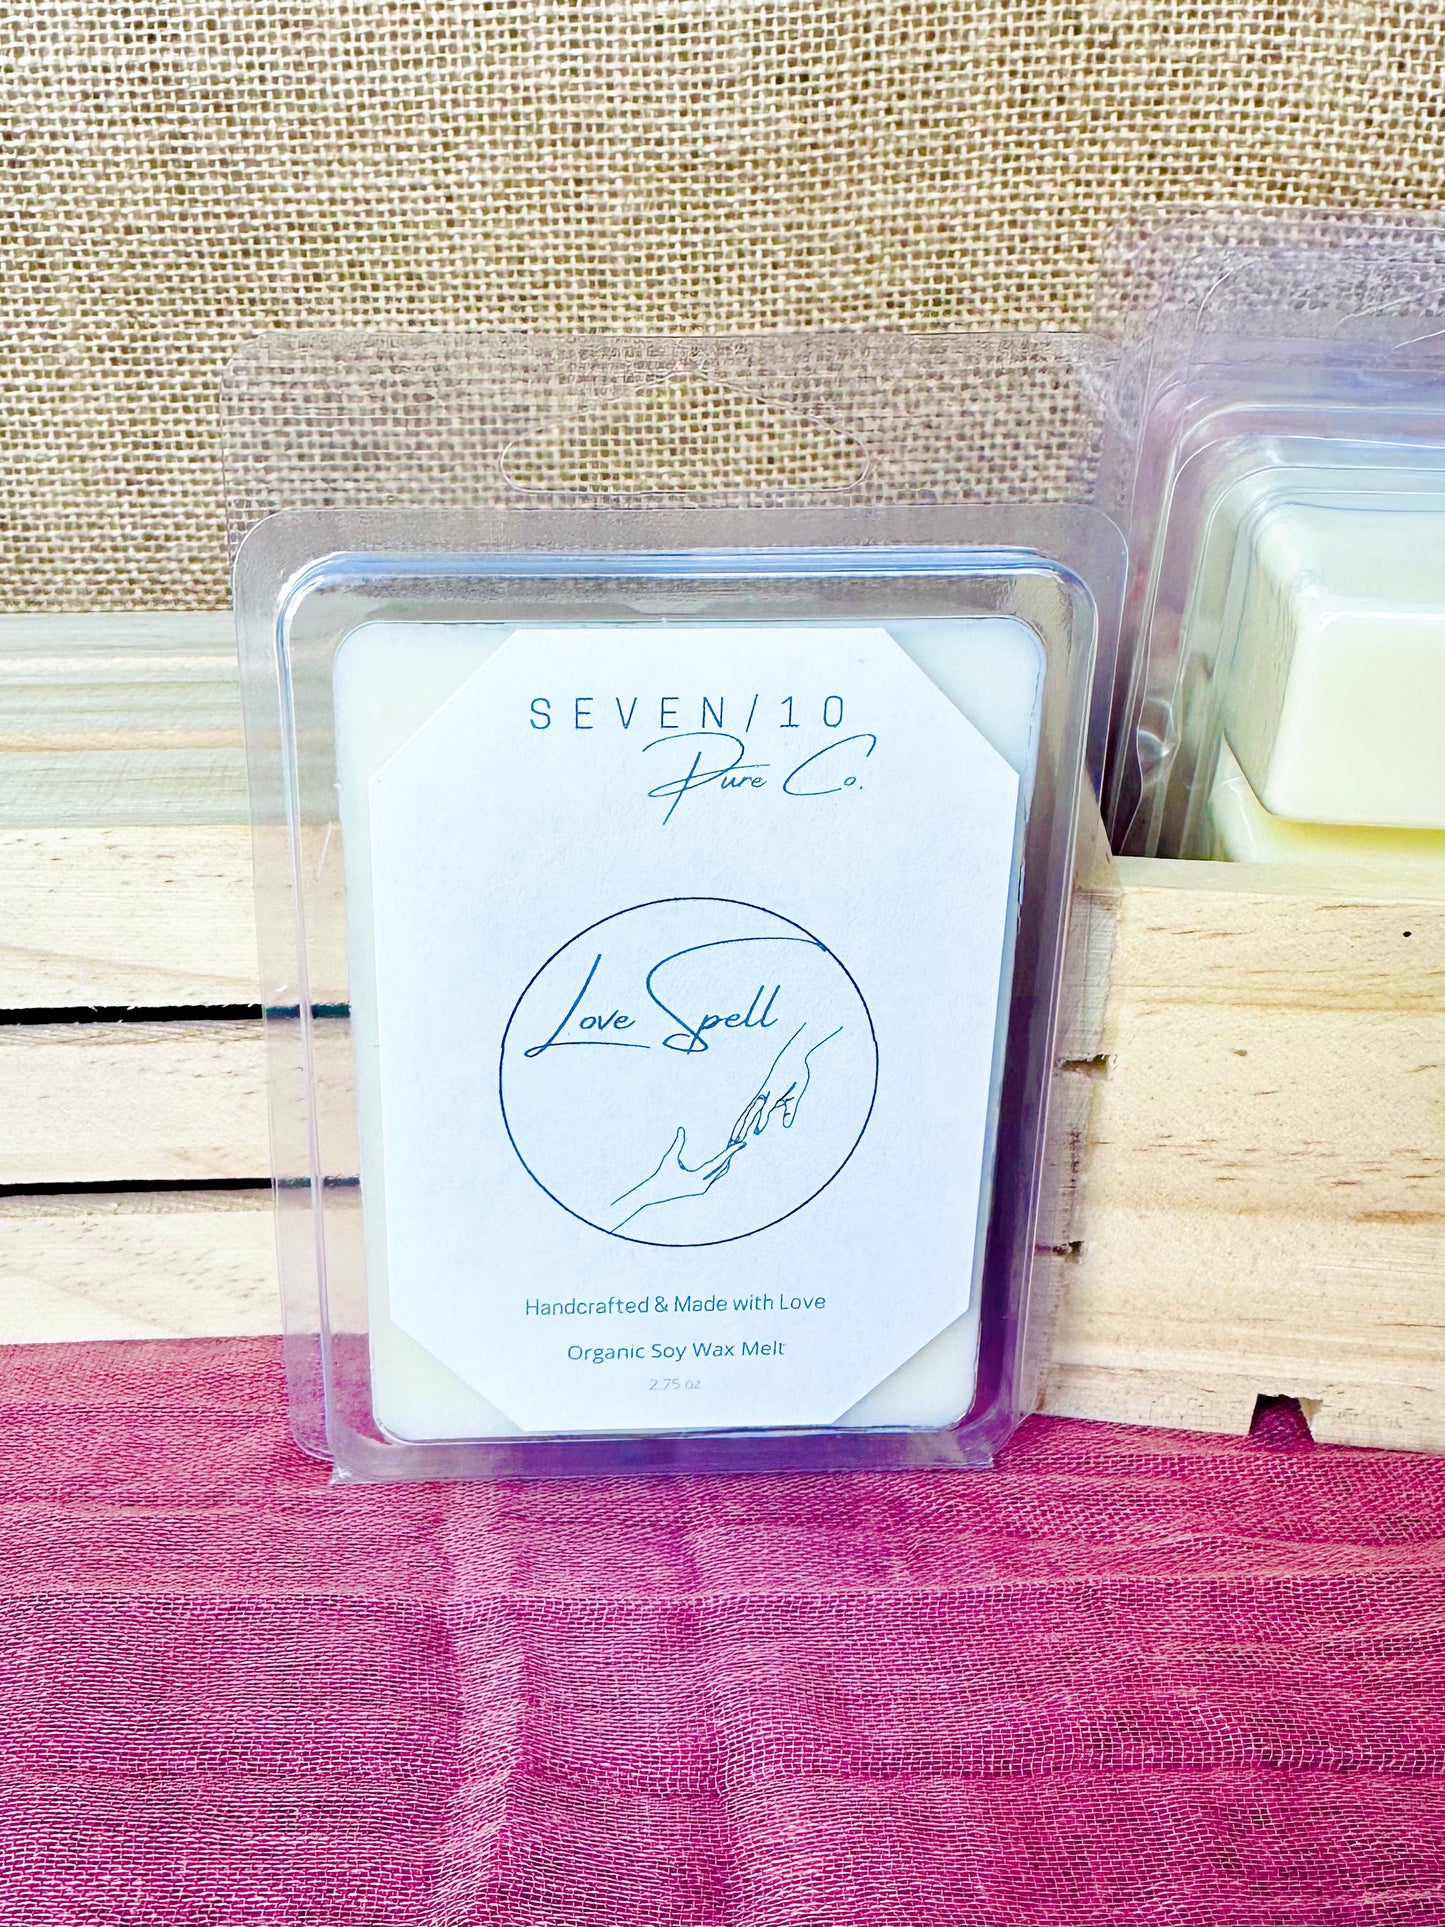 SEVEN/10
Pure Co.
Love Spell
Handcrafted & Made with Love
Organic Soy Wax Melt
2.75 oz